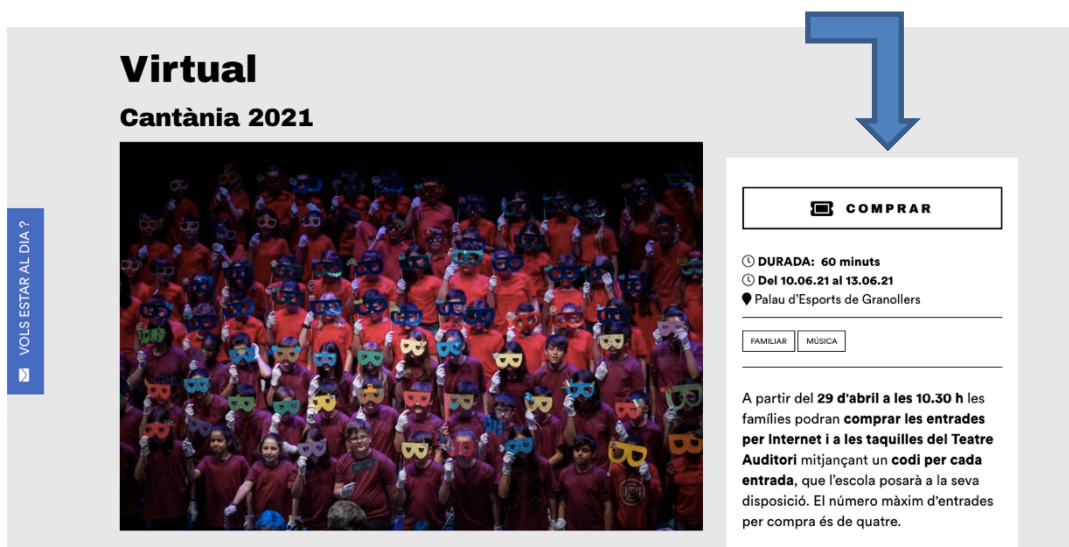 Virtual
Cantània 2021
VOLS ESTAR AL DIA ?
COMPRAR
DURADA: 60 minuts
Del 10.06.21 al 13.06.21
Palau d'Esports de Granollers
FAMILIAR MÚSICA
A partir del 29 d'abril a les 10.30 h les
famílies podran comprar les entrades
per Internet i a les taquilles del Teatre
Auditori mitjançant un codi per cada
entrada, que l'escola posarà a la seva
disposició. El número màxim d'entrades
per compra és de quatre.